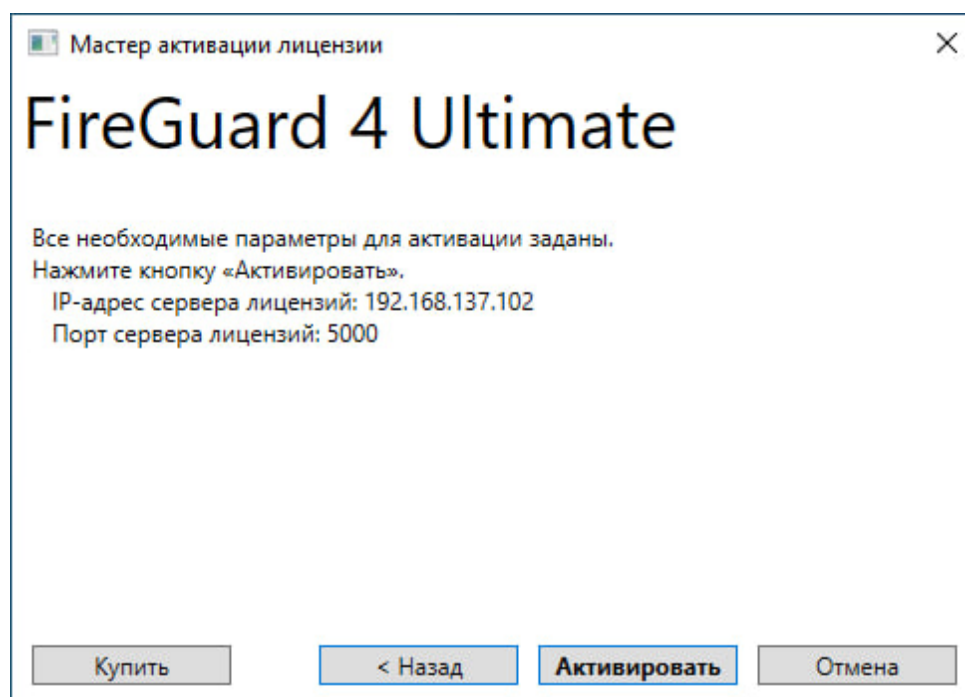 Мастер активации лицензии
FireGuard 4 Ultimate
Все необходимые параметры для активации заданы.
Нажмите кнопку «Активировать».
IP-адрес сервера лицензий: 192.168.137.102
Порт сервера лицензий: 5000
Купить < Назад Активировать Отмена